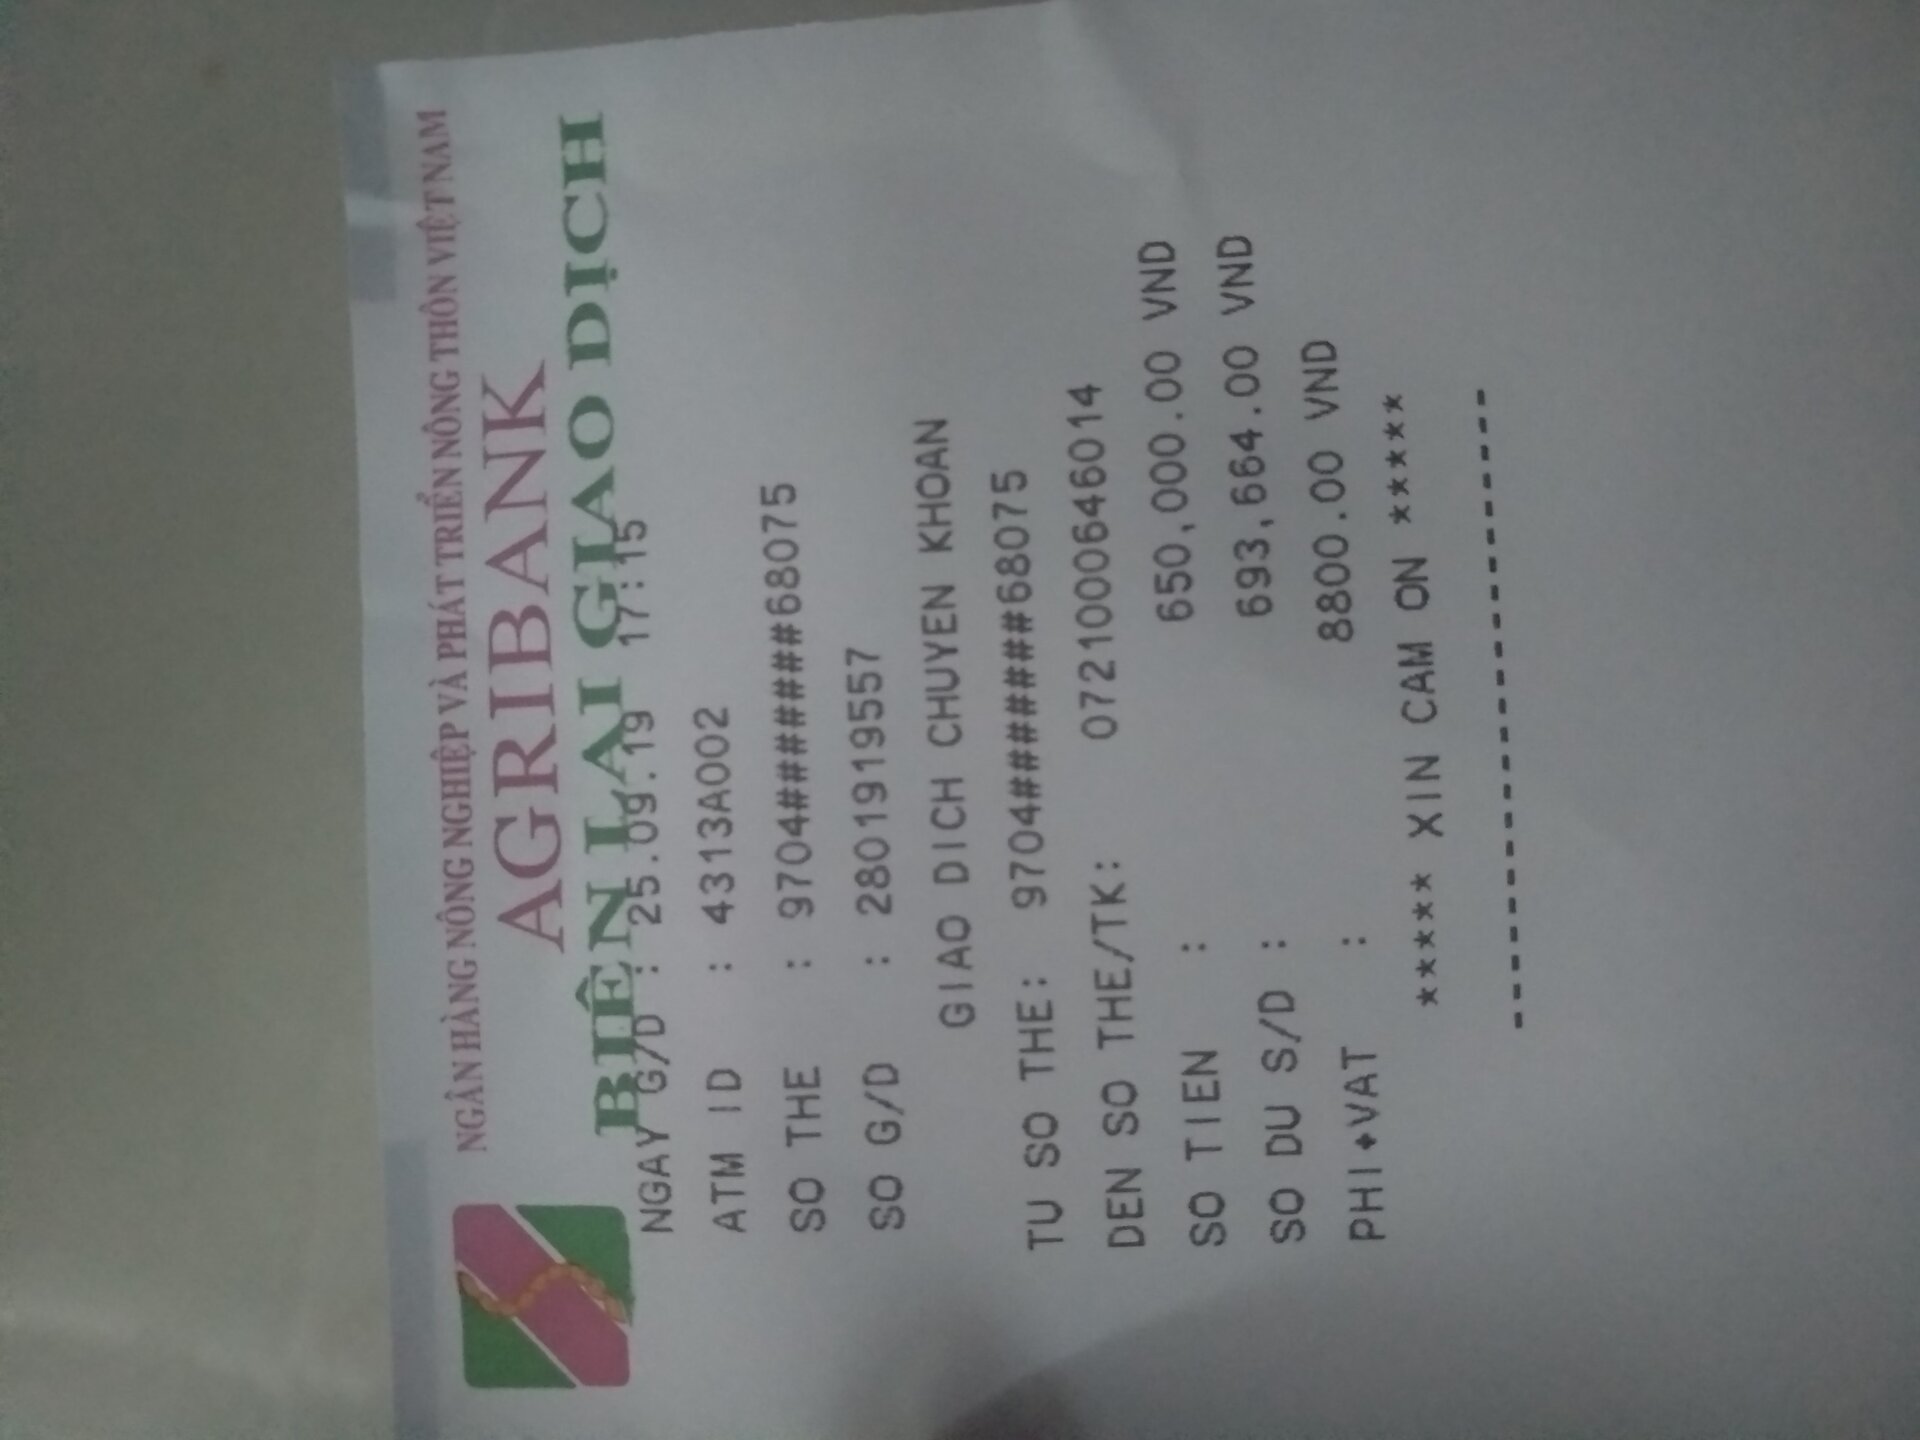 NGÂN HÀNG NÔNG NGHIỆP VÀ PHÁT TRIỂN NÔNG THÔN VIỆT NAM
AGRIBANK
BIÊN LAI GIAO DỊCH
NGAY G/D : 25.09.19 17:15
ATM ID : 4313A002
SO THE : 9704#######68075
SO G/D : 2801919557
GIAO DICH CHUYEN KHOAN
TU SO THE: 9704#######68075
DEN SO THE/TK: 0721000646014
SO TIEN : 650,000.00 VND
SO DU S/D : 693,664.00 VND
PHI+VAT : 8800.00 VND
***** XIN CAM ON *****
-----------------------